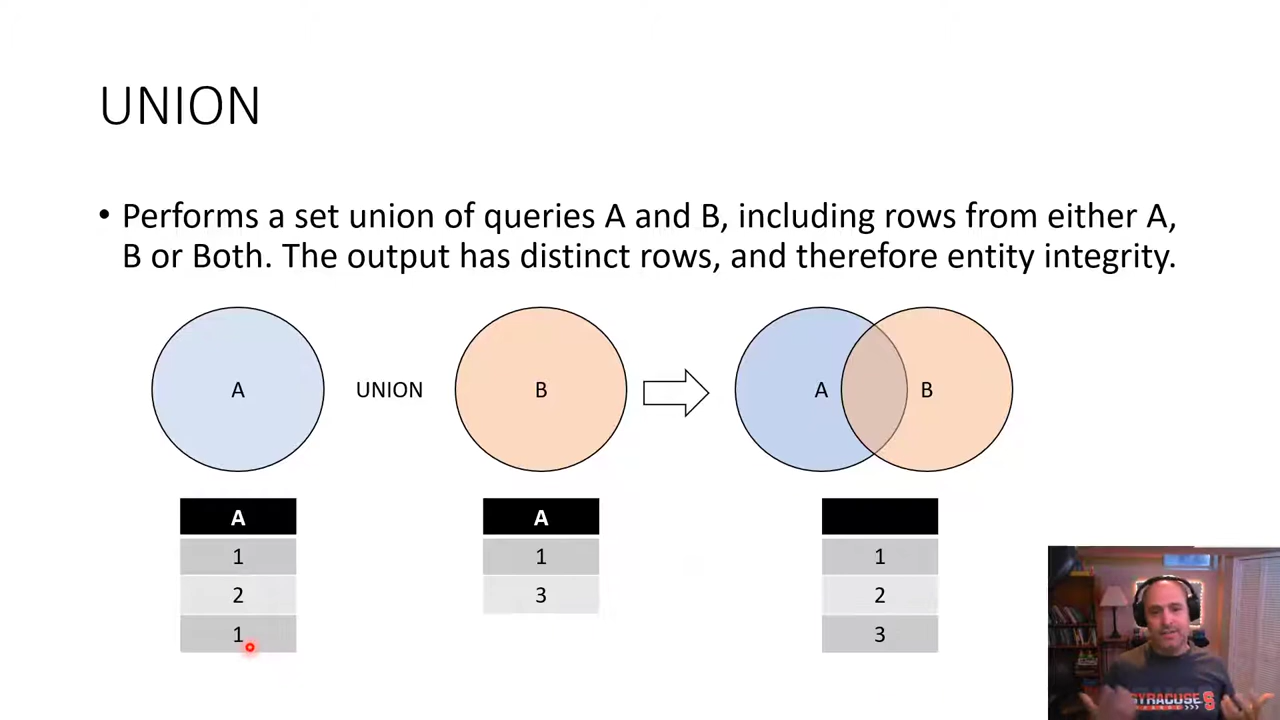 UNION
• Performs a set union of queries A and B, including rows from either A,
B or Both. The output has distinct rows, and therefore entity integrity.
A UNION B A B
A A
1 1 1
2 3 2
1 3
SYRACUSE S